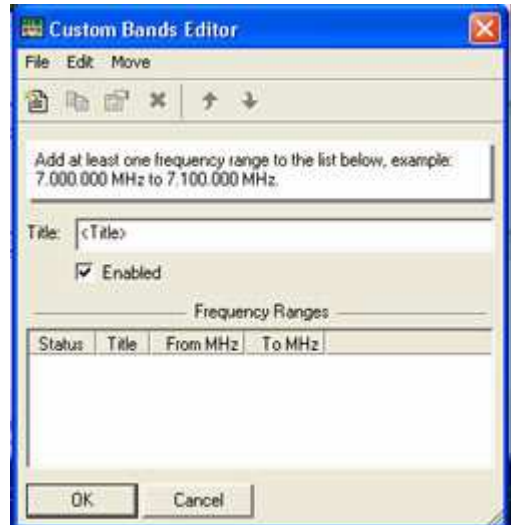 Custom Bands Editor
File Edit Move
Add at least one frequency range to the list below, example:
7.000.000 MHz to 7.100.000 MHz.
Title: <Title>
Enabled
Frequency Ranges
Status Title From MHz To MHz
OK Cancel